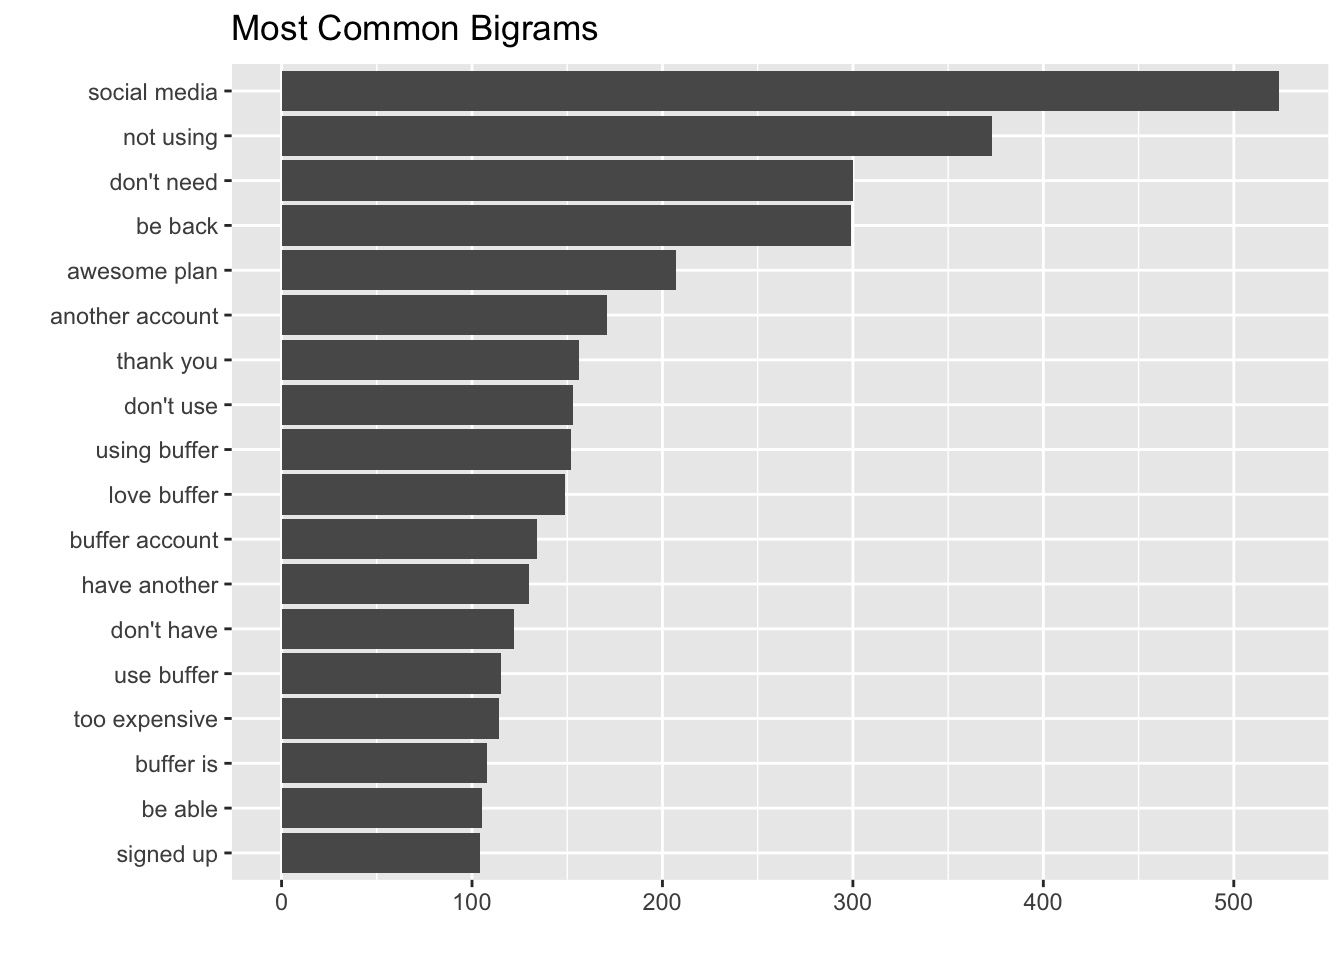 Most Common Bigrams
social media
not using
don't need
be back
awesome plan
another account
thank you
don't use
using buffer
love buffer
buffer account
have another
don't have
use buffer
too expensive
buffer is
be able
signed up
0 100 200 300 400 500